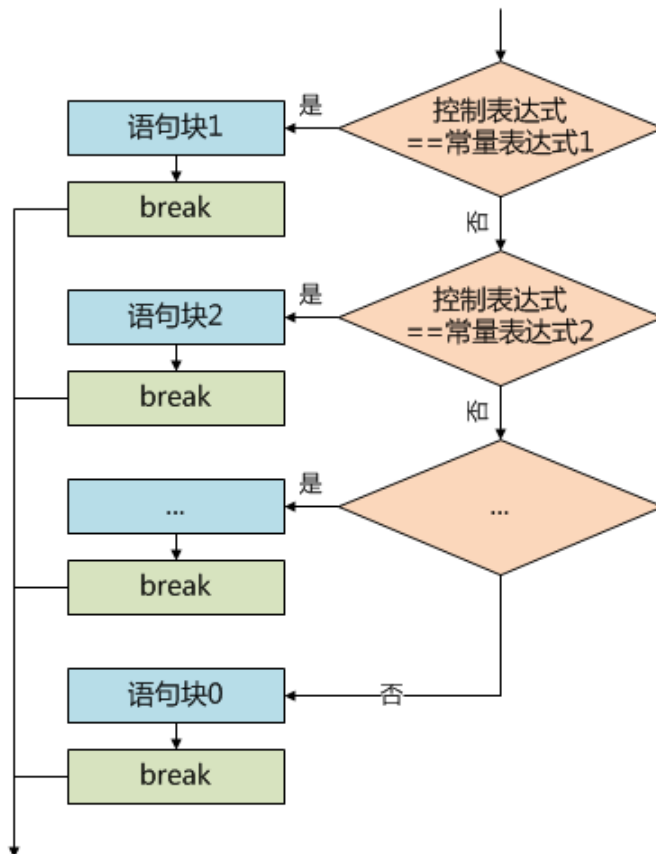 控制表达式
==常量表达式1
是
语句块1
break
否
控制表达式
==常量表达式2
是
语句块2
break
否
...
是
...
break
否
语句块0
break